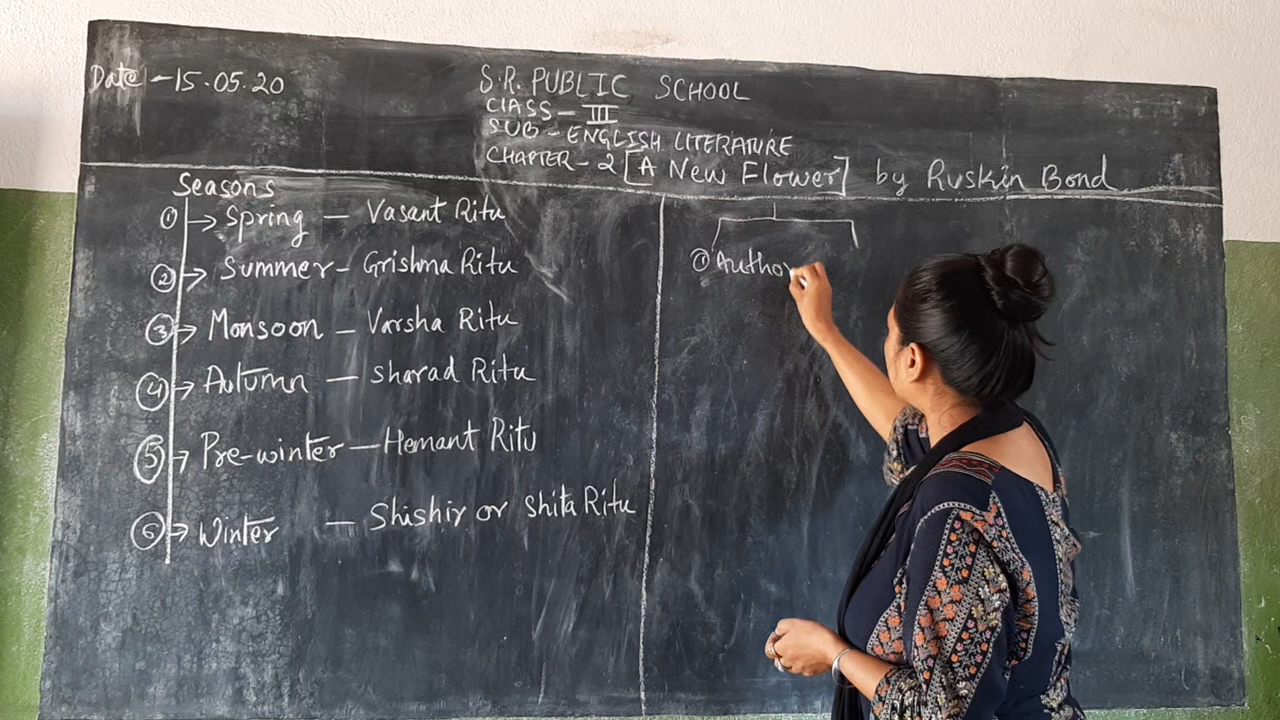 Date - 15.05.20
S.R. PUBLIC SCHOOL
CLASS - III
SUB - ENGLISH LITERATURE
CHAPTER - 2 [A New Flower] by Ruskin Bond
Seasons
① → Spring — Vasant Ritu
② → Summer - Grishma Ritu
③ → Monsoon — Varsha Ritu
④ → Autumn — Sharad Ritu
⑤ → Pre-winter — Hemant Ritu
⑥ → Winter — Shishir or Shita Ritu
① Author